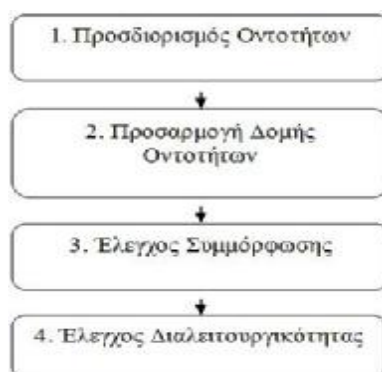 1. Προσδιορισμός Οντοτήτων
2. Προσαρμογή Δομής
Οντοτήτων
3. Έλεγχος Συμμόρφωσης
4. Έλεγχος Διαλειτουργικότητας